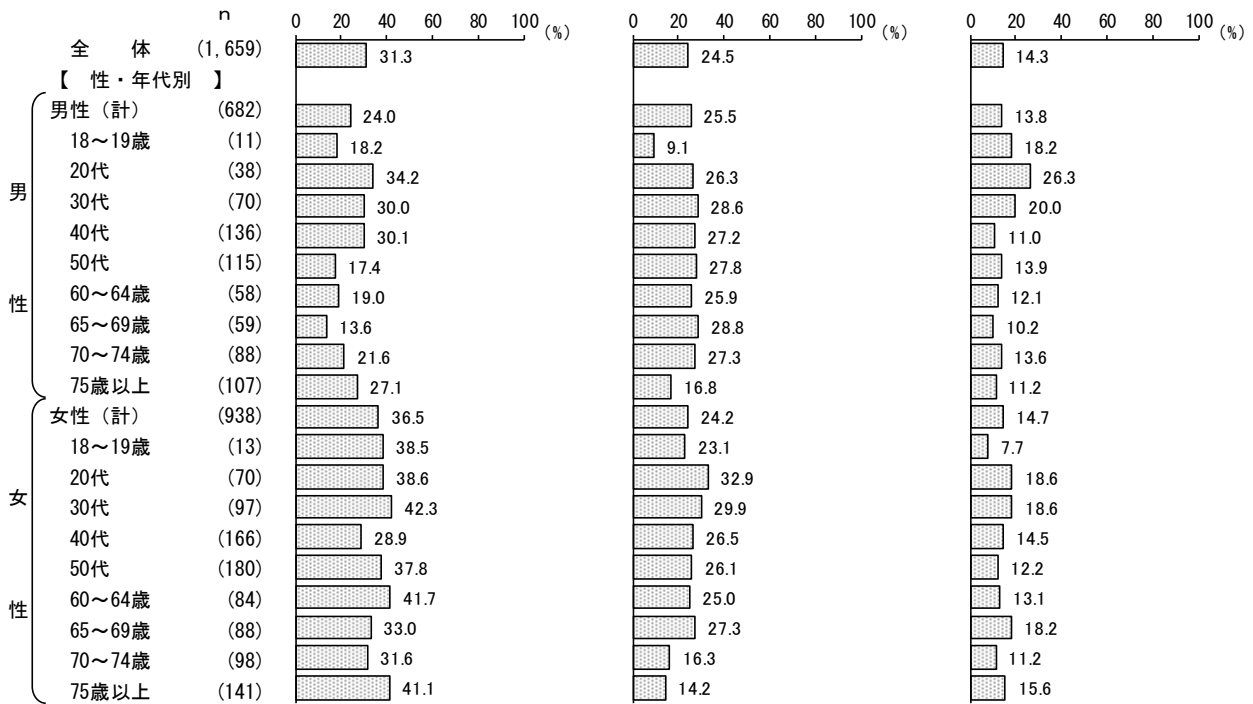 n
0 20 40 60 80 100 (%) 0 20 40 60 80 100 (%) 0 20 40 60 80 100 (%)
全 体 (1,659) 31.3 24.5 14.3
【 性・年代別 】
男性（計） (682) 24.0 25.5 13.8
18～19歳 (11) 18.2 9.1 18.2
20代 (38) 34.2 26.3 26.3
男
30代 (70) 30.0 28.6 20.0
40代 (136) 30.1 27.2 11.0
50代 (115) 17.4 27.8 13.9
60～64歳 (58) 19.0 25.9 12.1
性
65～69歳 (59) 13.6 28.8 10.2
70～74歳 (88) 21.6 27.3 13.6
75歳以上 (107) 27.1 16.8 11.2
女性（計） (938) 36.5 24.2 14.7
18～19歳 (13) 38.5 23.1 7.7
20代 (70) 38.6 32.9 18.6
女
30代 (97) 42.3 29.9 18.6
40代 (166) 28.9 26.5 14.5
50代 (180) 37.8 26.1 12.2
60～64歳 (84) 41.7 25.0 13.1
性
65～69歳 (88) 33.0 27.3 18.2
70～74歳 (98) 31.6 16.3 11.2
75歳以上 (141) 41.1 14.2 15.6